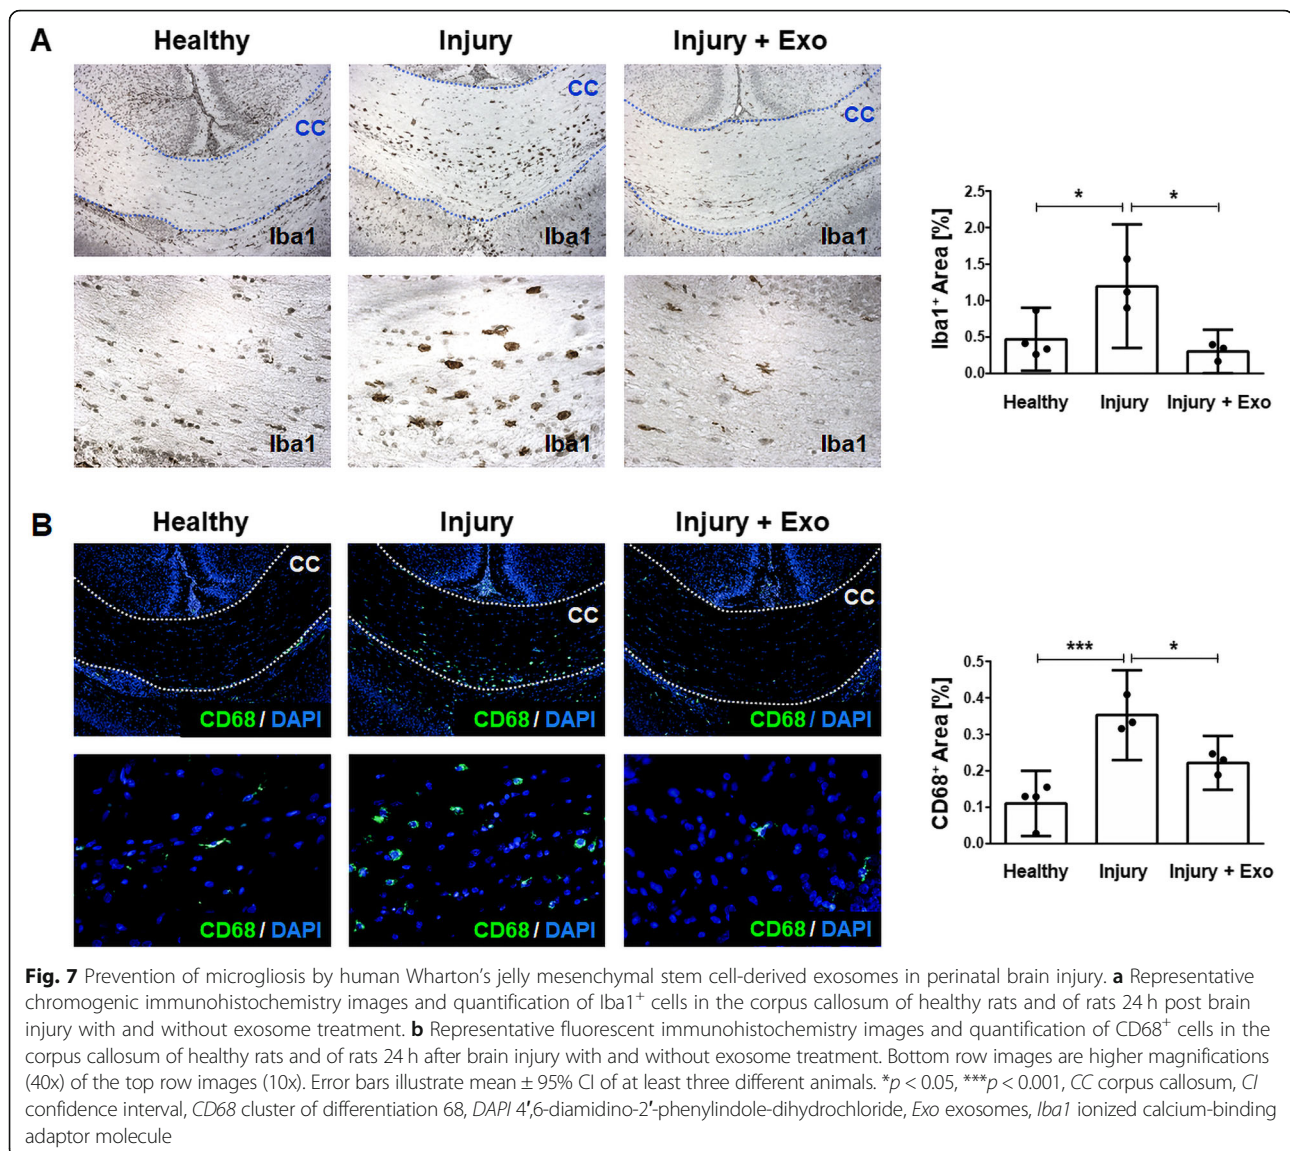 A
Healthy
Injury
Injury + Exo
CC
CC
CC
Iba1
Iba1
Iba1
Iba1
Iba1
Iba1
Iba1⁺ Area [%]
2.5
2.0
1.5
1.0
0.5
0.0
*
*
Healthy
Injury
Injury + Exo
B
Healthy
Injury
Injury + Exo
CC
CC
CC
CD68 / DAPI
CD68 / DAPI
CD68 / DAPI
CD68 / DAPI
CD68 / DAPI
CD68 / DAPI
CD68⁺ Area [%]
0.5
0.4
0.3
0.2
0.1
0.0
***
*
Healthy
Injury
Injury + Exo
Fig. 7 Prevention of microgliosis by human Wharton's jelly mesenchymal stem cell-derived exosomes in perinatal brain injury. a Representative
chromogenic immunohistochemistry images and quantification of Iba1⁺ cells in the corpus callosum of healthy rats and of rats 24 h post brain
injury with and without exosome treatment. b Representative fluorescent immunohistochemistry images and quantification of CD68⁺ cells in the
corpus callosum of healthy rats and of rats 24 h after brain injury with and without exosome treatment. Bottom row images are higher magnifications
(40x) of the top row images (10x). Error bars illustrate mean ± 95% CI of at least three different animals. *p < 0.05, ***p < 0.001, CC corpus callosum, CI
confidence interval, CD68 cluster of differentiation 68, DAPI 4′,6-diamidino-2′-phenylindole-dihydrochloride, Exo exosomes, Iba1 ionized calcium-binding
adaptor molecule